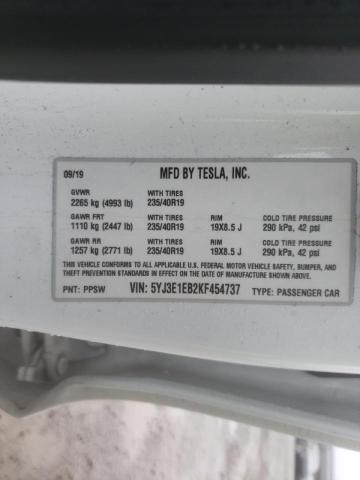 09/19 MFD BY TESLA, INC.
GVWR WITH TIRES
2265 kg (4993 lb) 235/40R19
GAWR FRT WITH TIRES RIM COLD TIRE PRESSURE
1110 kg (2447 lb) 235/40R19 19X8.5 J 290 kPa, 42 psi
GAWR RR WITH TIRES RIM COLD TIRE PRESSURE
1257 kg (2771 lb) 235/40R19 19X8.5 J 290 kPa, 42 psi
THIS VEHICLE CONFORMS TO ALL APPLICABLE U.S. FEDERAL MOTOR VEHICLE SAFETY, BUMPER, AND
THEFT PREVENTION STANDARDS IN EFFECT ON THE DATE OF MANUFACTURE SHOWN ABOVE.
PNT: PPSW VIN: 5YJ3E1EB2KF454737 TYPE: PASSENGER CAR